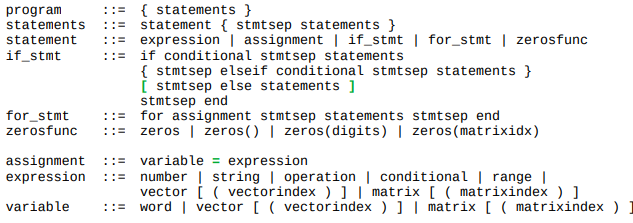 program ::= { statements }
statements ::= statement { stmtsep statements }
statement ::= expression | assignment | if_stmt | for_stmt | zerosfunc
if_stmt ::= if conditional stmtsep statements
{ stmtsep elseif conditional stmtsep statements }
[ stmtsep else statements ]
stmtsep end
for_stmt ::= for assignment stmtsep statements stmtsep end
zerosfunc ::= zeros | zeros() | zeros(digits) | zeros(matrixidx)
assignment ::= variable = expression
expression ::= number | string | operation | conditional | range |
vector [ ( vectorindex ) ] | matrix [ ( matrixindex ) ]
variable ::= word | vector [ ( vectorindex ) ] | matrix [ ( matrixindex ) ]